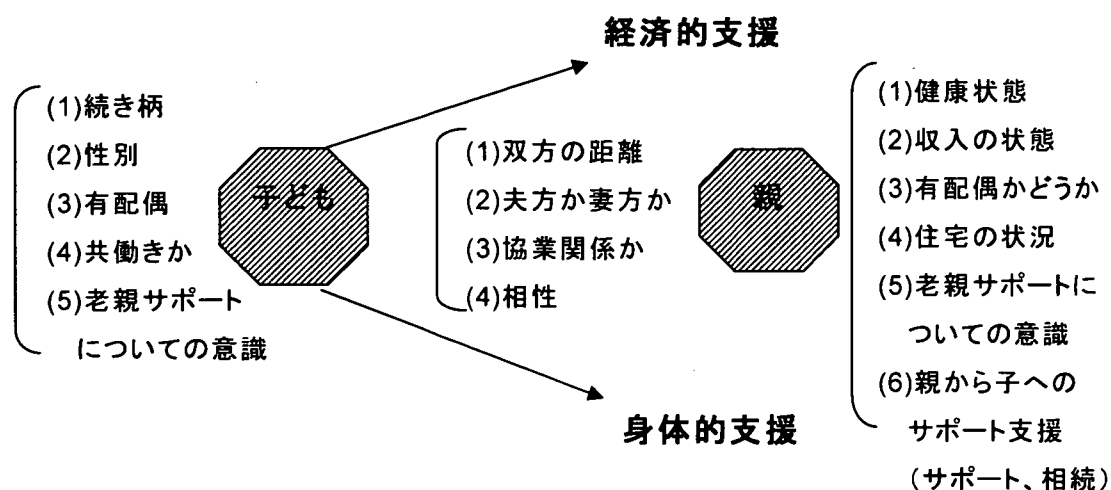 経済的支援
(1)続き柄
(2)性別
(3)有配偶
(4)共働きか
(5)老親サポート
についての意識
子ども
(1)双方の距離
(2)夫方か妻方か
(3)協業関係か
(4)相性
親
(1)健康状態
(2)収入の状態
(3)有配偶かどうか
(4)住宅の状況
(5)老親サポートに
ついての意識
(6)親から子への
サポート支援
(サポート、相続)
身体的支援